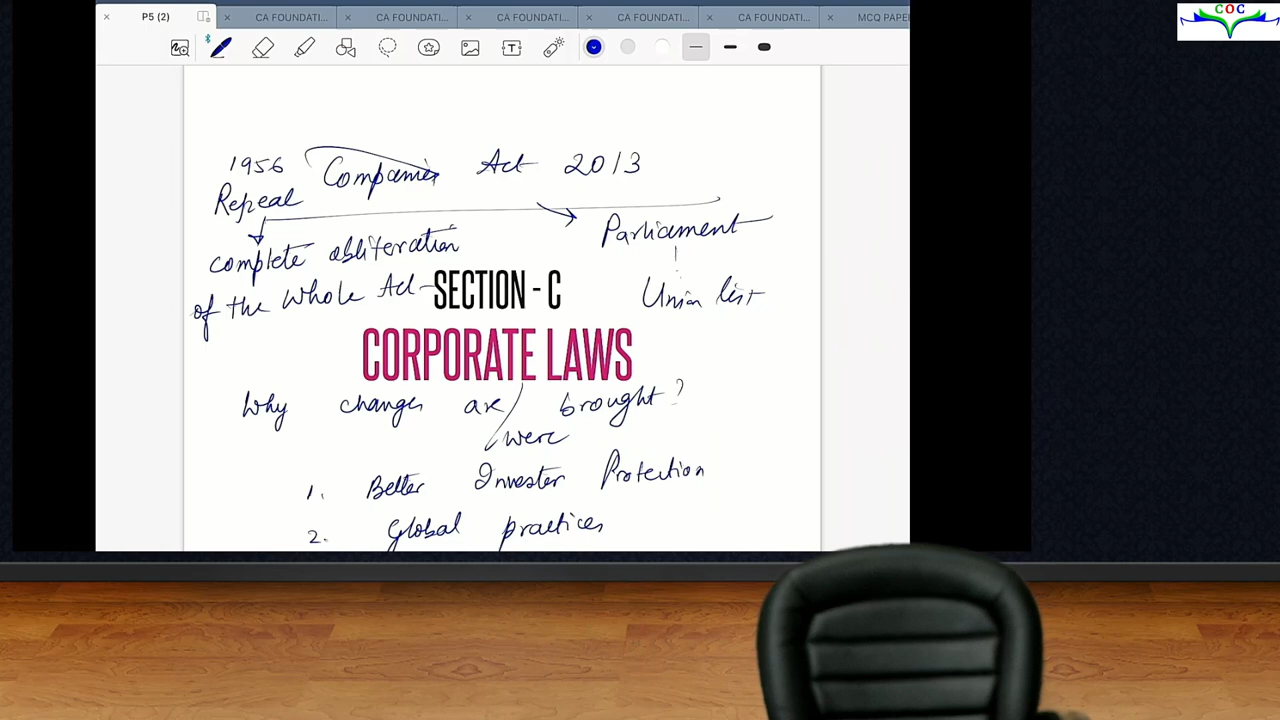 P5 (2)
CA FOUNDATI...
CA FOUNDATI...
CA FOUNDATI...
CA FOUNDATI...
CA FOUNDATI...
MCQ PAPER
COC
1956 Companies Act 2013
Repeal
Parliament
complete obliteration
of the whole Act
Union list
SECTION - C
CORPORATE LAWS
Why changes are brought?
were
1. Better Investor Protection
2. Global practices